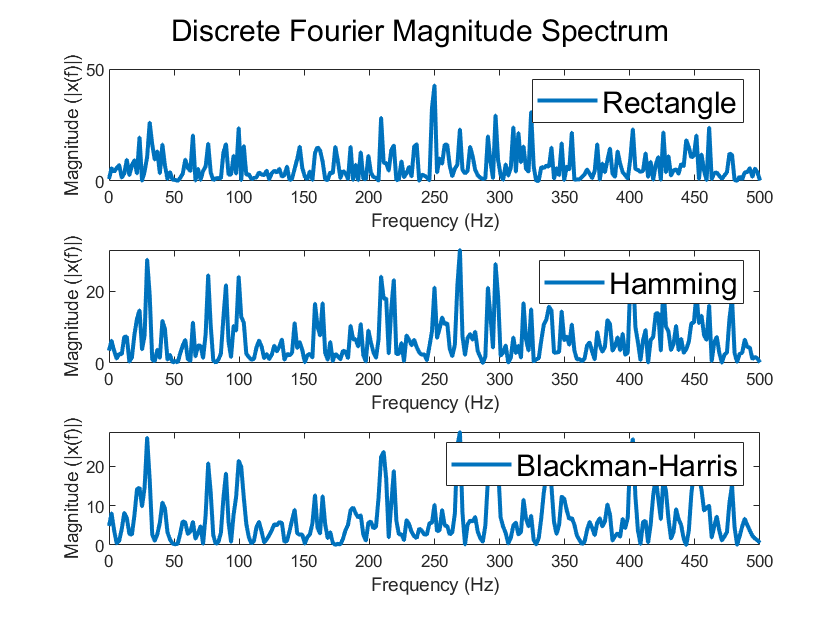 Discrete Fourier Magnitude Spectrum
50
0
Magnitude (|x(f)|)
Rectangle
0 50 100 150 200 250 300 350 400 450 500
Frequency (Hz)
20
0
Magnitude (|x(f)|)
Hamming
0 50 100 150 200 250 300 350 400 450 500
Frequency (Hz)
20
10
0
Magnitude (|x(f)|)
Blackman-Harris
0 50 100 150 200 250 300 350 400 450 500
Frequency (Hz)